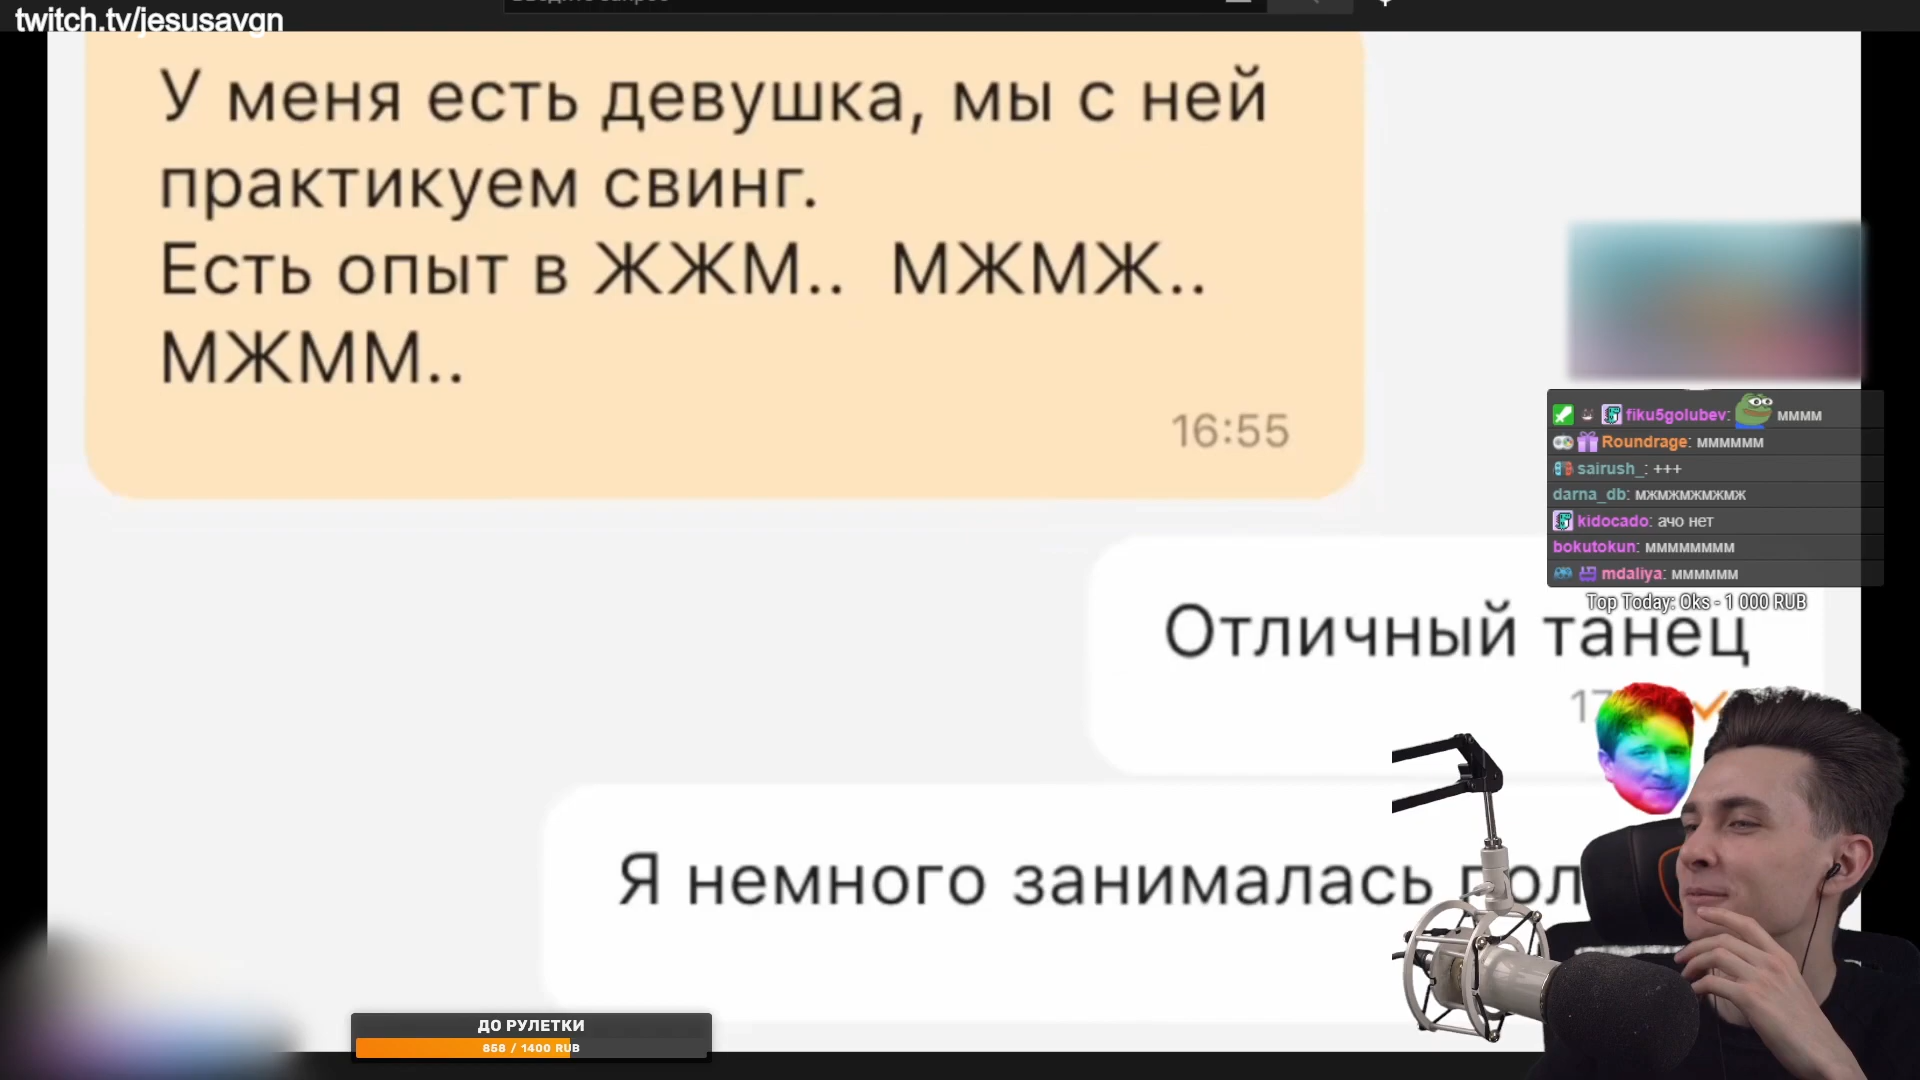 twitch.tv/jesusavgn
У меня есть девушка, мы с ней
практикуем свинг.
Есть опыт в ЖЖМ.. МЖМЖ..
МЖММ..
16:55
fiku5golubev: мммм
Roundrage: мммммм
sairush_: +++
darna_db: мжмжмжмжмж
kidocado: ачо нет
bokutokun: мммммммм
mdaliya: мммммм
Top Today: Oks - 1 000 RUB
Отличный танец
Я немного занималась
ДО РУЛЕТКИ
858 / 1400 RUB